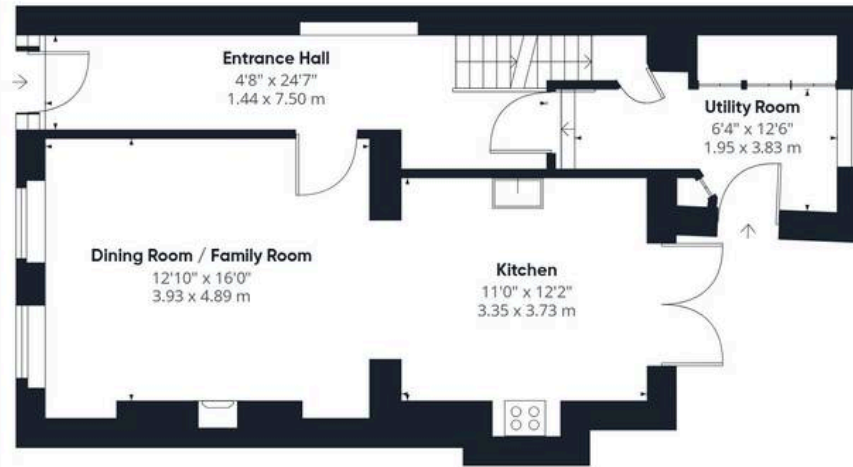 Entrance Hall
4'8" x 24'7"
1.44 x 7.50 m
Utility Room
6'4" x 12'6"
1.95 x 3.83 m
Dining Room / Family Room
12'10" x 16'0"
3.93 x 4.89 m
Kitchen
11'0" x 12'2"
3.35 x 3.73 m